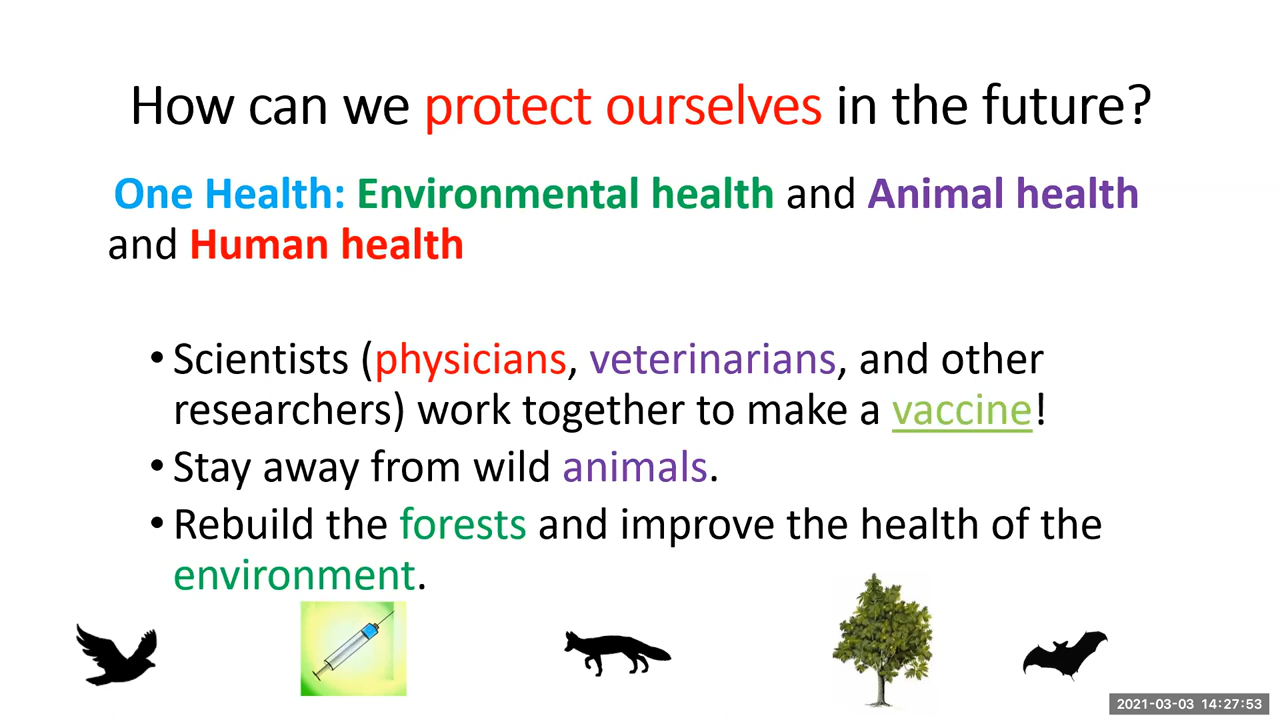 How can we protect ourselves in the future?
One Health: Environmental health and Animal health
and Human health
• Scientists (physicians, veterinarians, and other
researchers) work together to make a vaccine!
• Stay away from wild animals.
• Rebuild the forests and improve the health of the
environment.
2021-03-03 14:27:53